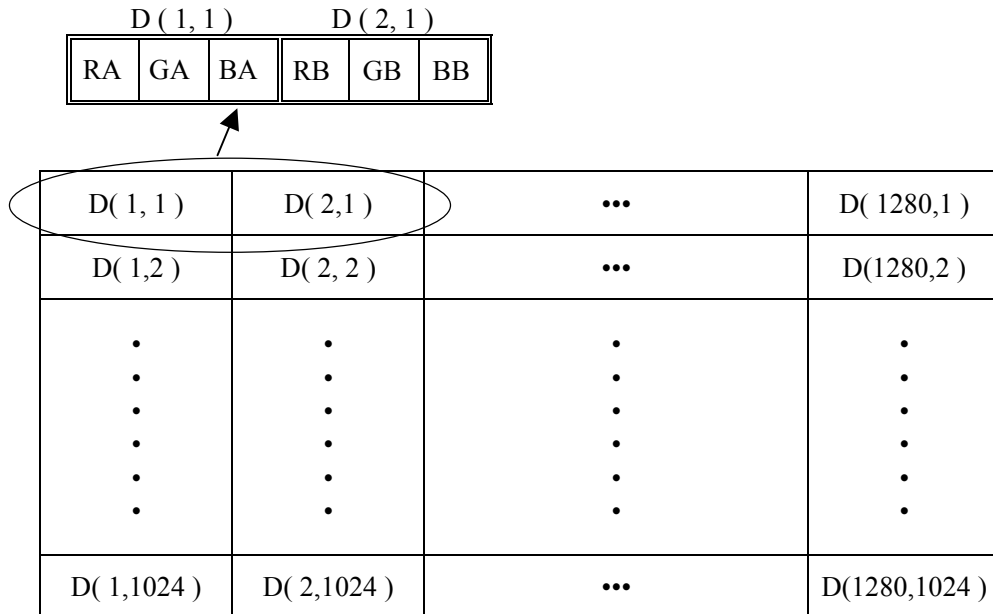 D ( 1, 1 ) D ( 2, 1 )
RA GA BA RB GB BB
D( 1, 1 ) D( 2,1 ) ••• D( 1280,1 )
D( 1,2 ) D( 2, 2 ) ••• D(1280,2 )
• • • •
• • • •
• • • •
• • • •
• • • •
• • • •
D( 1,1024 ) D( 2,1024 ) ••• D(1280,1024 )